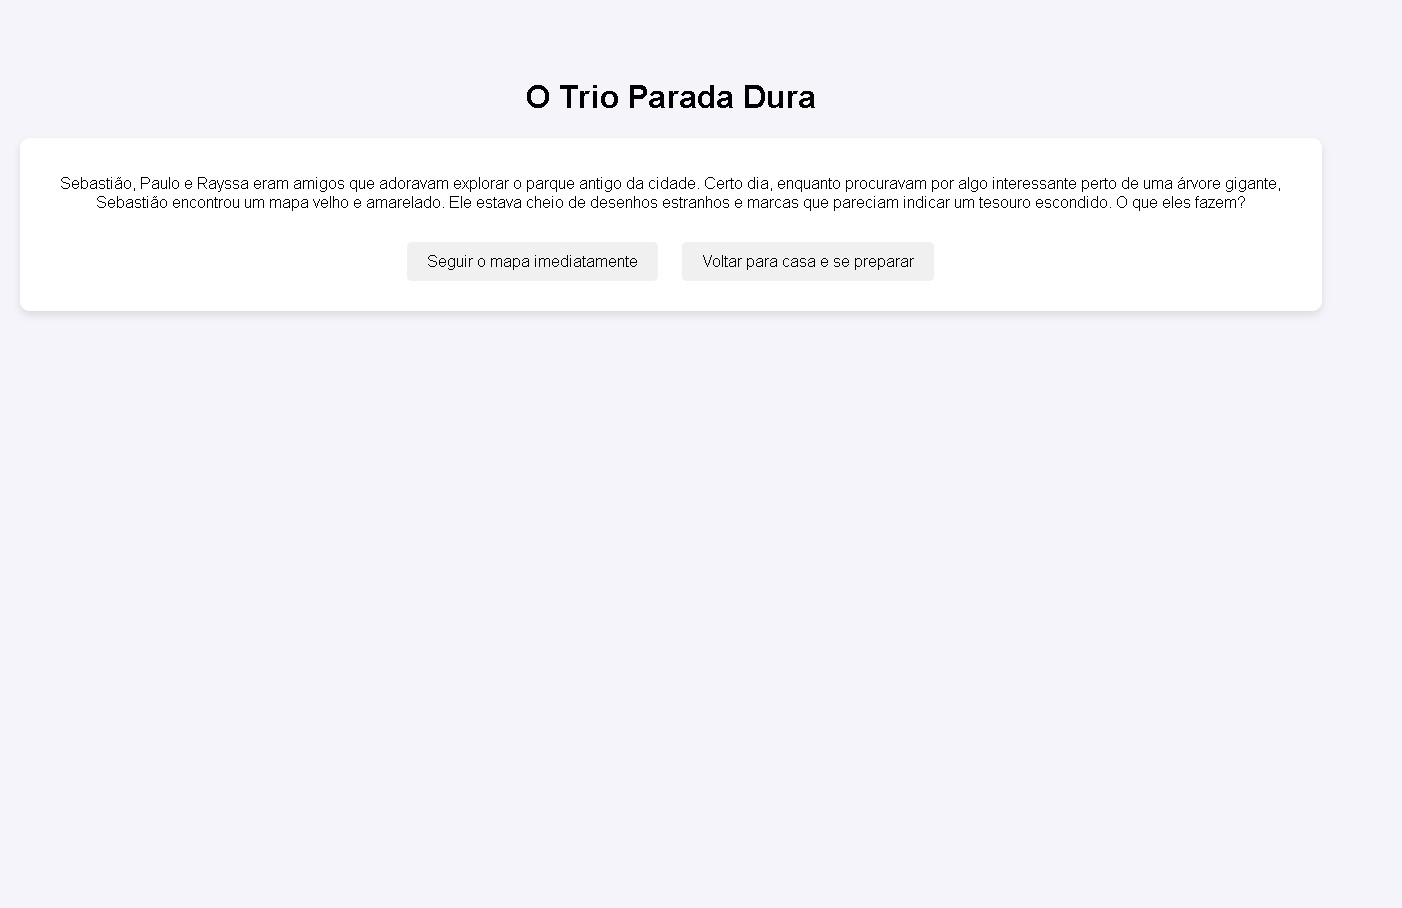 O Trio Parada Dura
Sebastião, Paulo e Rayssa eram amigos que adoravam explorar o parque antigo da cidade. Certo dia, enquanto procuravam por algo interessante perto de uma árvore gigante,
Sebastião encontrou um mapa velho e amarelado. Ele estava cheio de desenhos estranhos e marcas que pareciam indicar um tesouro escondido. O que eles fazem?
Seguir o mapa imediatamente
Voltar para casa e se preparar